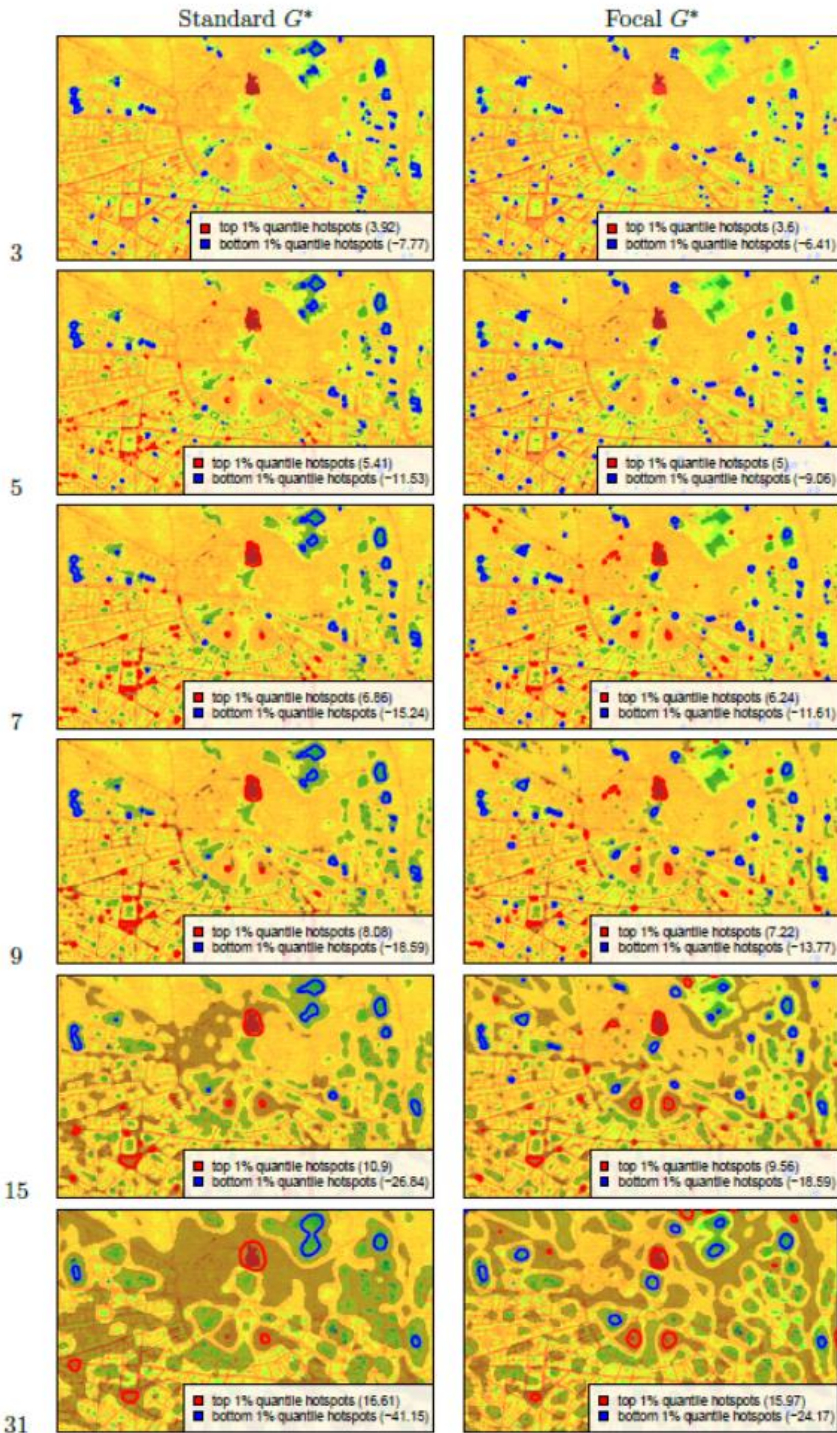 Standard G* Focal G*
top 1% quantile hotspots (3.92)
bottom 1% quantile hotspots (−7.77)
top 1% quantile hotspots (3.6)
bottom 1% quantile hotspots (−6.41)
3
top 1% quantile hotspots (5.41)
bottom 1% quantile hotspots (−11.53)
top 1% quantile hotspots (5)
bottom 1% quantile hotspots (−9.06)
5
top 1% quantile hotspots (6.86)
bottom 1% quantile hotspots (−15.24)
top 1% quantile hotspots (6.24)
bottom 1% quantile hotspots (−11.61)
7
top 1% quantile hotspots (8.08)
bottom 1% quantile hotspots (−18.59)
top 1% quantile hotspots (7.22)
bottom 1% quantile hotspots (−13.77)
9
top 1% quantile hotspots (10.9)
bottom 1% quantile hotspots (−26.84)
top 1% quantile hotspots (9.56)
bottom 1% quantile hotspots (−18.59)
15
top 1% quantile hotspots (16.61)
bottom 1% quantile hotspots (−41.15)
top 1% quantile hotspots (15.97)
bottom 1% quantile hotspots (−24.17)
31